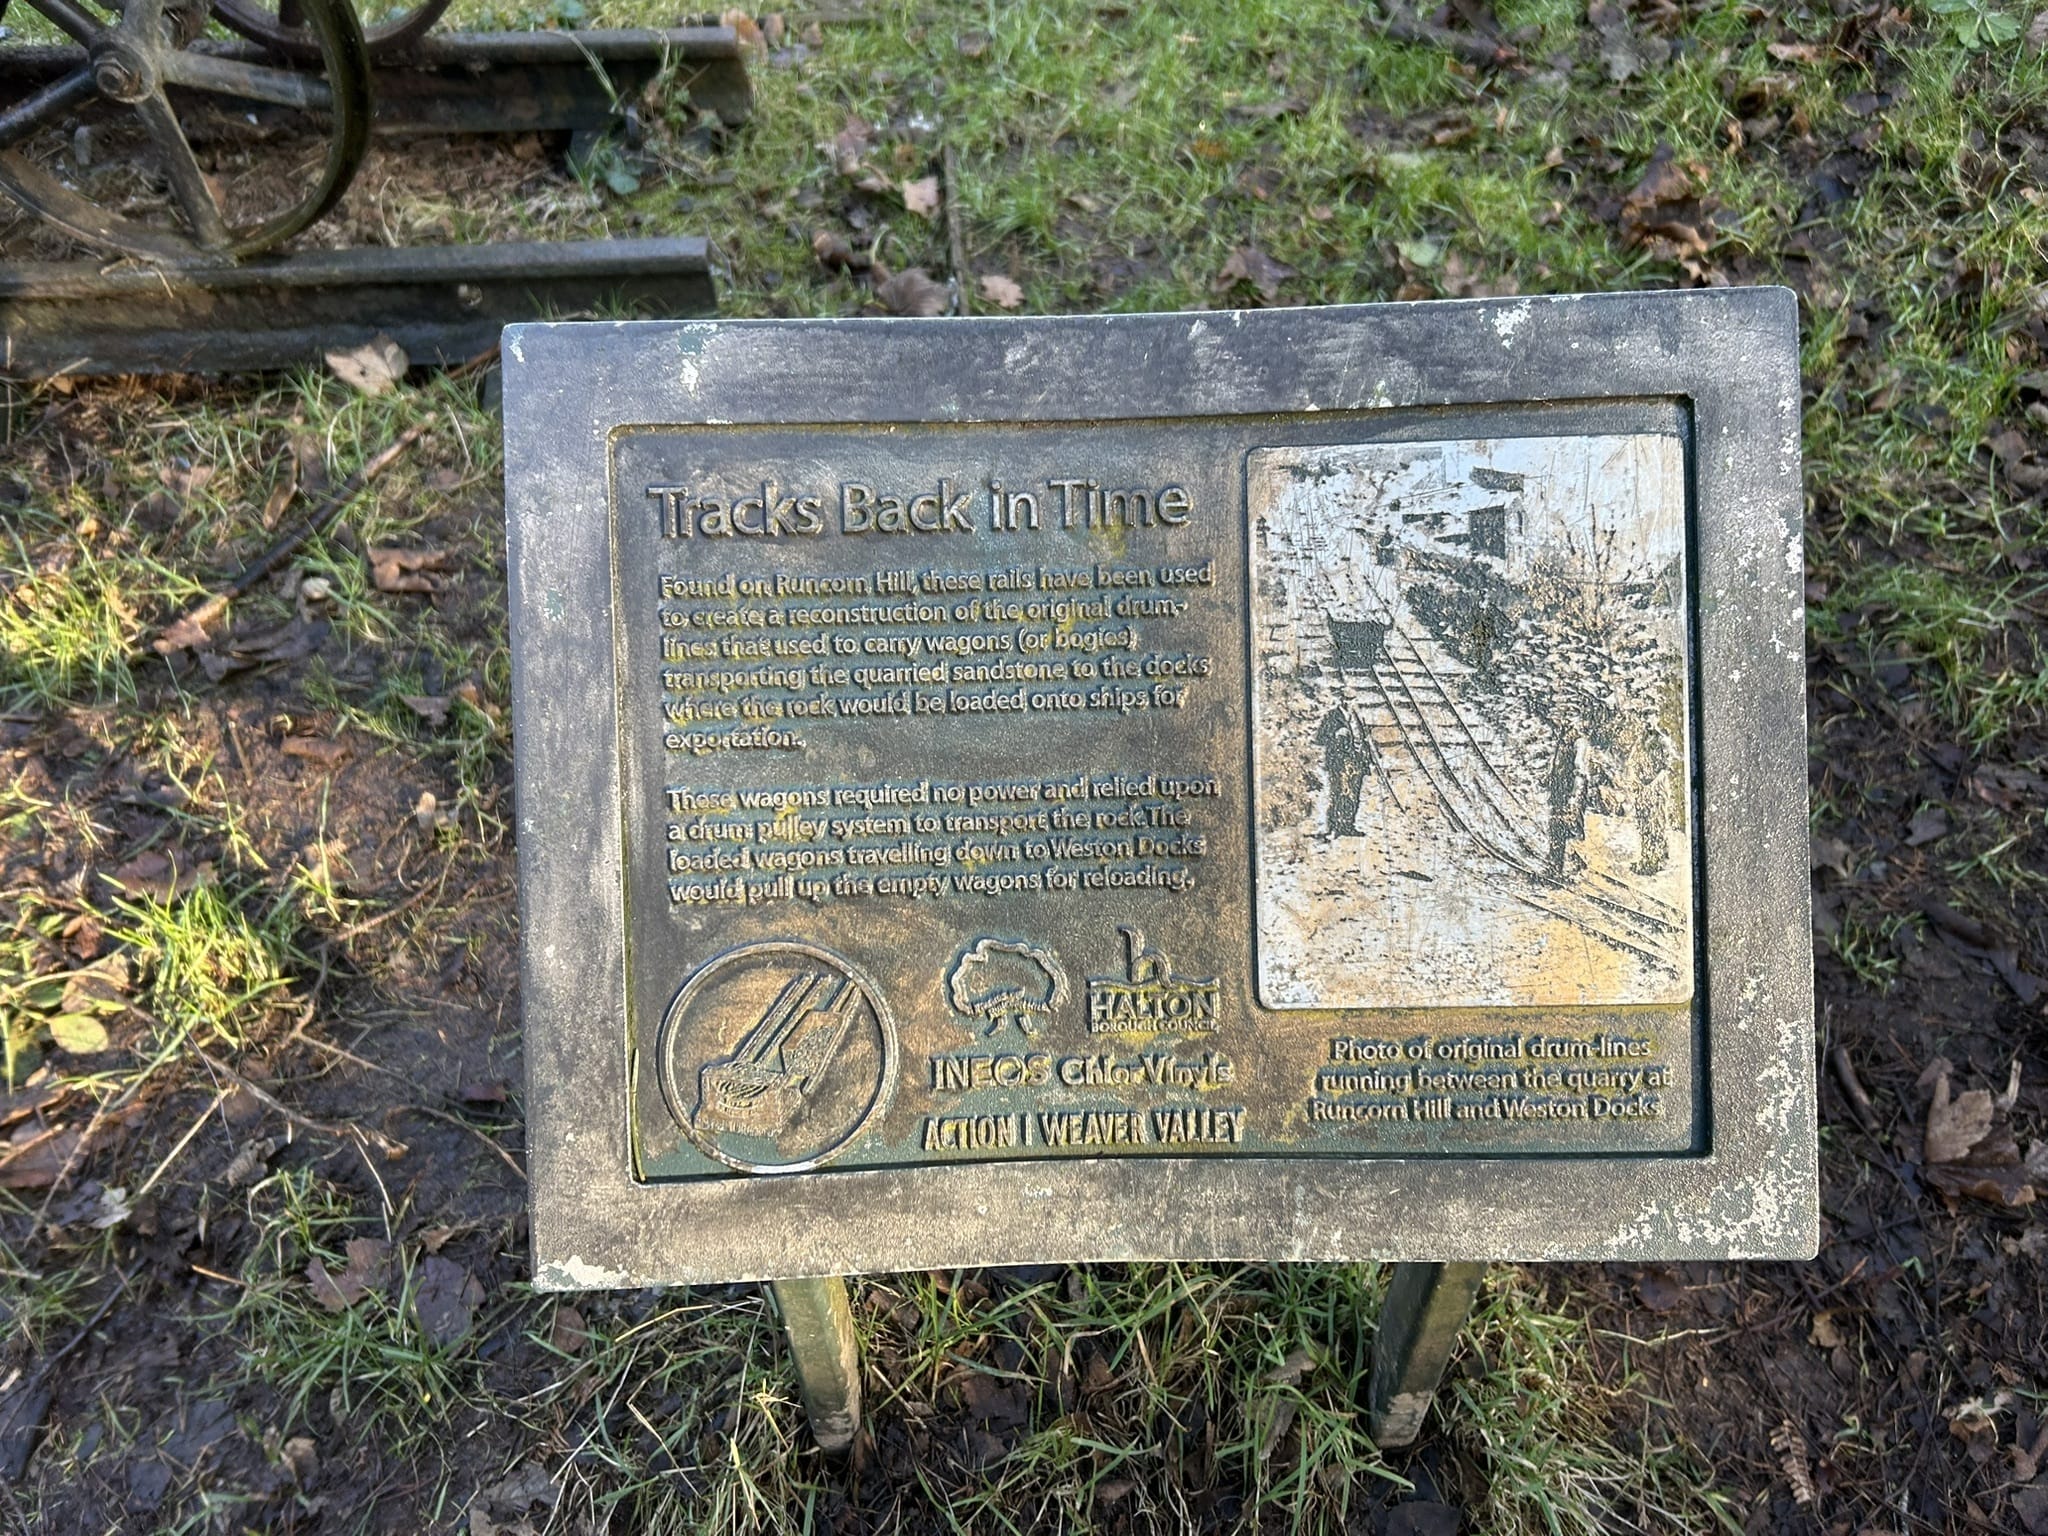 Tracks Back in Time
Found on Runcorn Hill, these rails have been used
to create a reconstruction of the original drum-
lines that used to carry wagons (or bogies)
transporting the quarried sandstone to the docks
where the rock would be loaded onto ships for
exportation.
These wagons required no power and relied upon
a drum pulley system to transport the rock. The
loaded wagons travelling down to Weston Docks
would pull up the empty wagons for reloading.
HALTON
BOROUGH COUNCIL
INEOS ChlorVinyls
ACTION | WEAVER VALLEY
Photo of original drum-lines
running between the quarry at
Runcorn Hill and Weston Docks